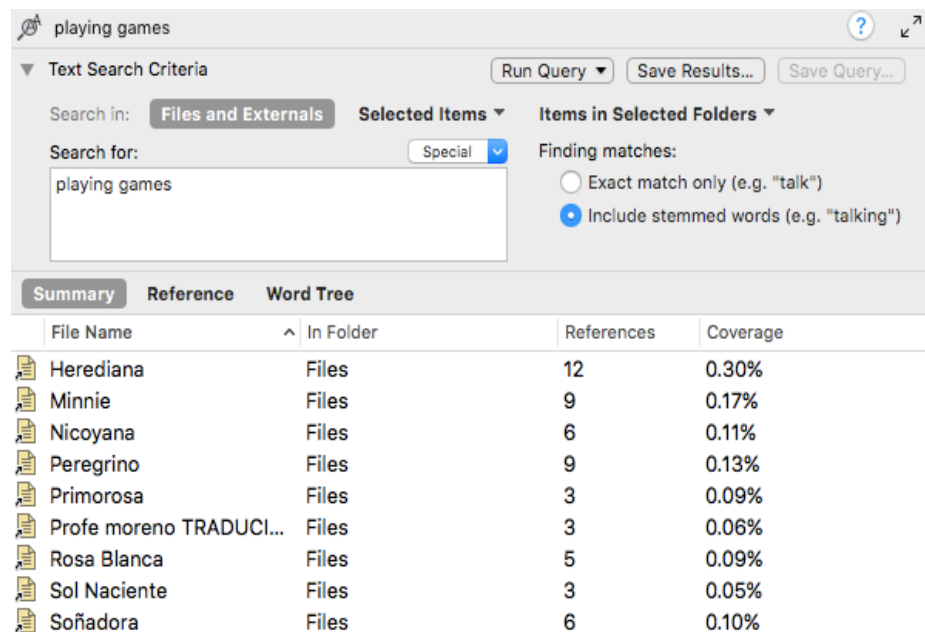 playing games
Text Search Criteria Run Query Save Results... Save Query...
Search in: Files and Externals Selected Items Items in Selected Folders
Search for: Special Finding matches:
playing games Exact match only (e.g. "talk")
Include stemmed words (e.g. "talking")
Summary Reference Word Tree
File Name In Folder References Coverage
Herediana Files 12 0.30%
Minnie Files 9 0.17%
Nicoyana Files 6 0.11%
Peregrino Files 9 0.13%
Primorosa Files 3 0.09%
Profe moreno TRADUCI... Files 3 0.06%
Rosa Blanca Files 5 0.09%
Sol Naciente Files 3 0.05%
Soñadora Files 6 0.10%